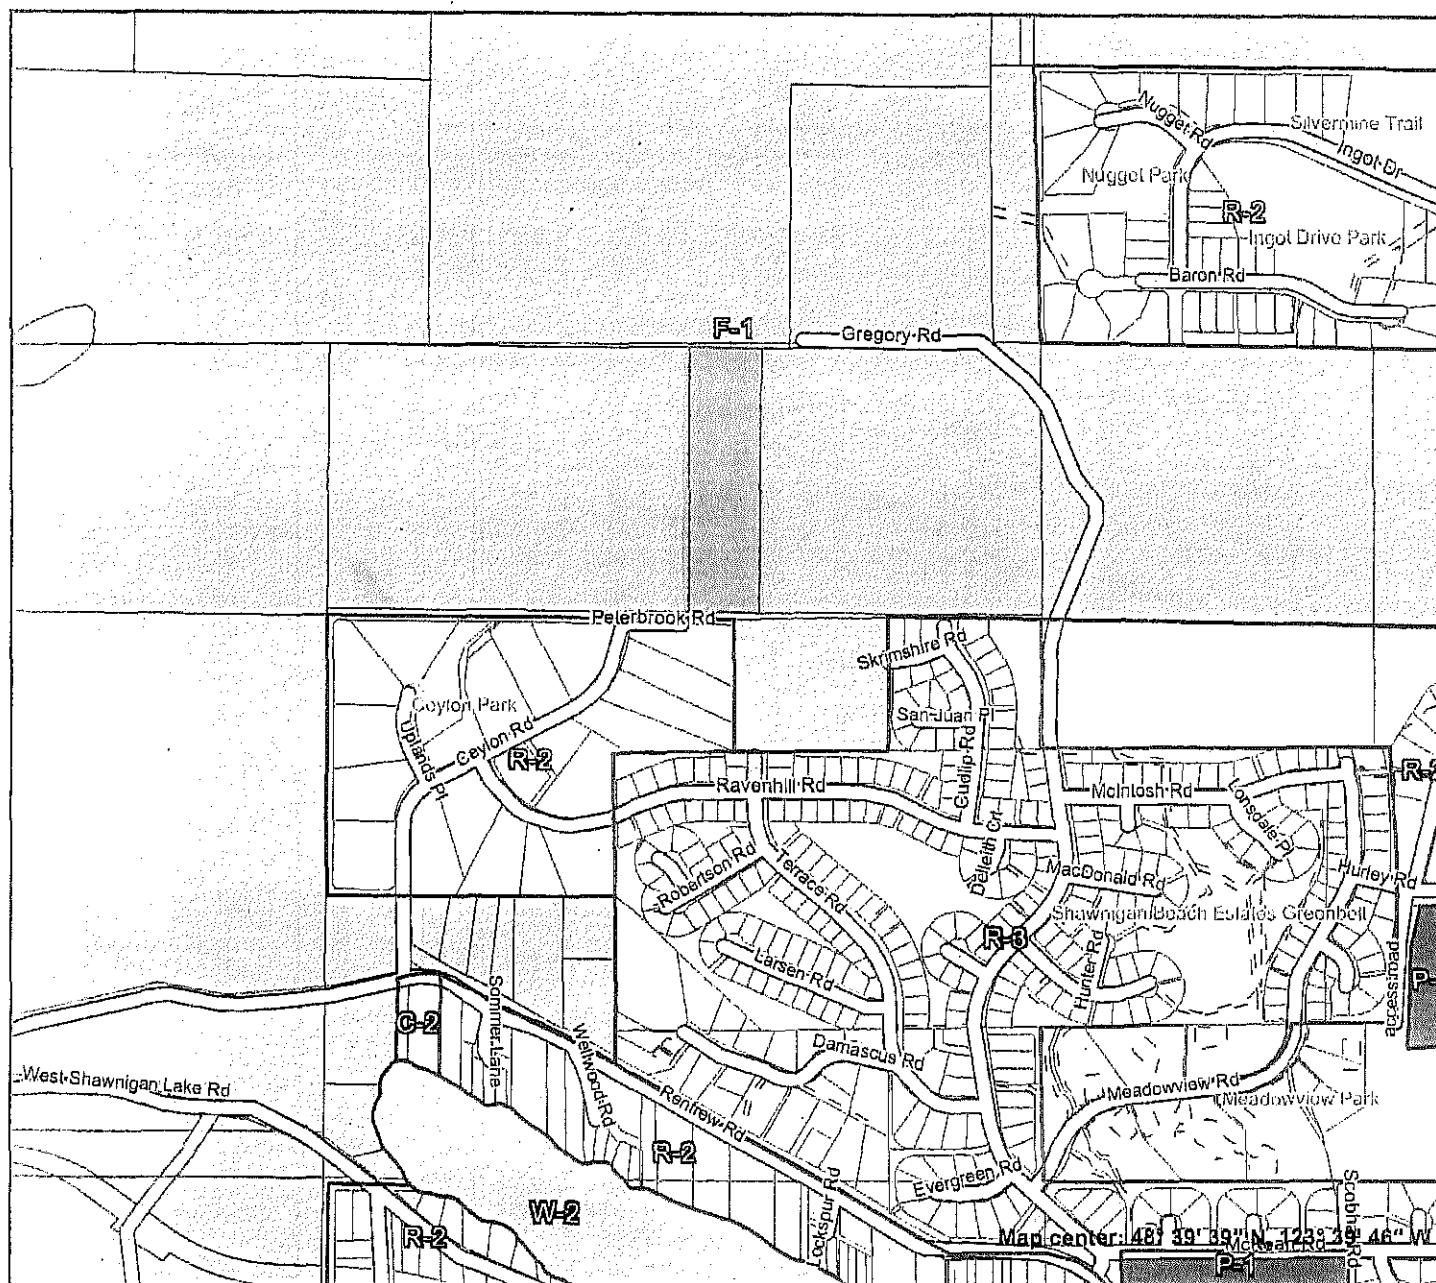 Nugget Rd
Silvermine Trail
Ingot Dr
Nugget Park
R-2
Ingot Drive Park
Baron Rd
F-1
Gregory Rd
Peterbrook Rd
Skrimshire Rd
Ceylon Park
San Juan Pl
Uplands Pl
Ceylon Rd
R-2
Cudlip Rd
Ravenhill Rd
McIntosh Rd
Lonsdale Pl
Delleith Crt
Robertson Rd
Terrace Rd
MacDonald Rd
Hurley Rd
Shawnigan Beach Estates Greenbelt
R-3
Larsen Rd
Hunter Rd
Sommer Lane
C-2
access road
Wellwood Rd
Damascus Rd
West Shawnigan Lake Rd
Renfrew Rd
Meadowview Rd
Meadowview Park
R-2
Evergreen Rd
W-2
ockspur Rd
R-2
Map center: 48° 39' 39" N, 123° 39' 46" W
P-1